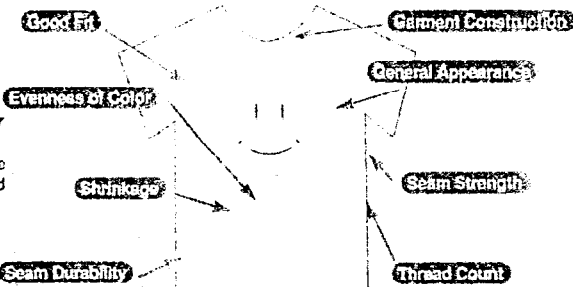 Good Fit
Garment Construction
General Appearance
Evenness of Color
Shrinkage
Seam Strength
Seam Durability
Thread Count